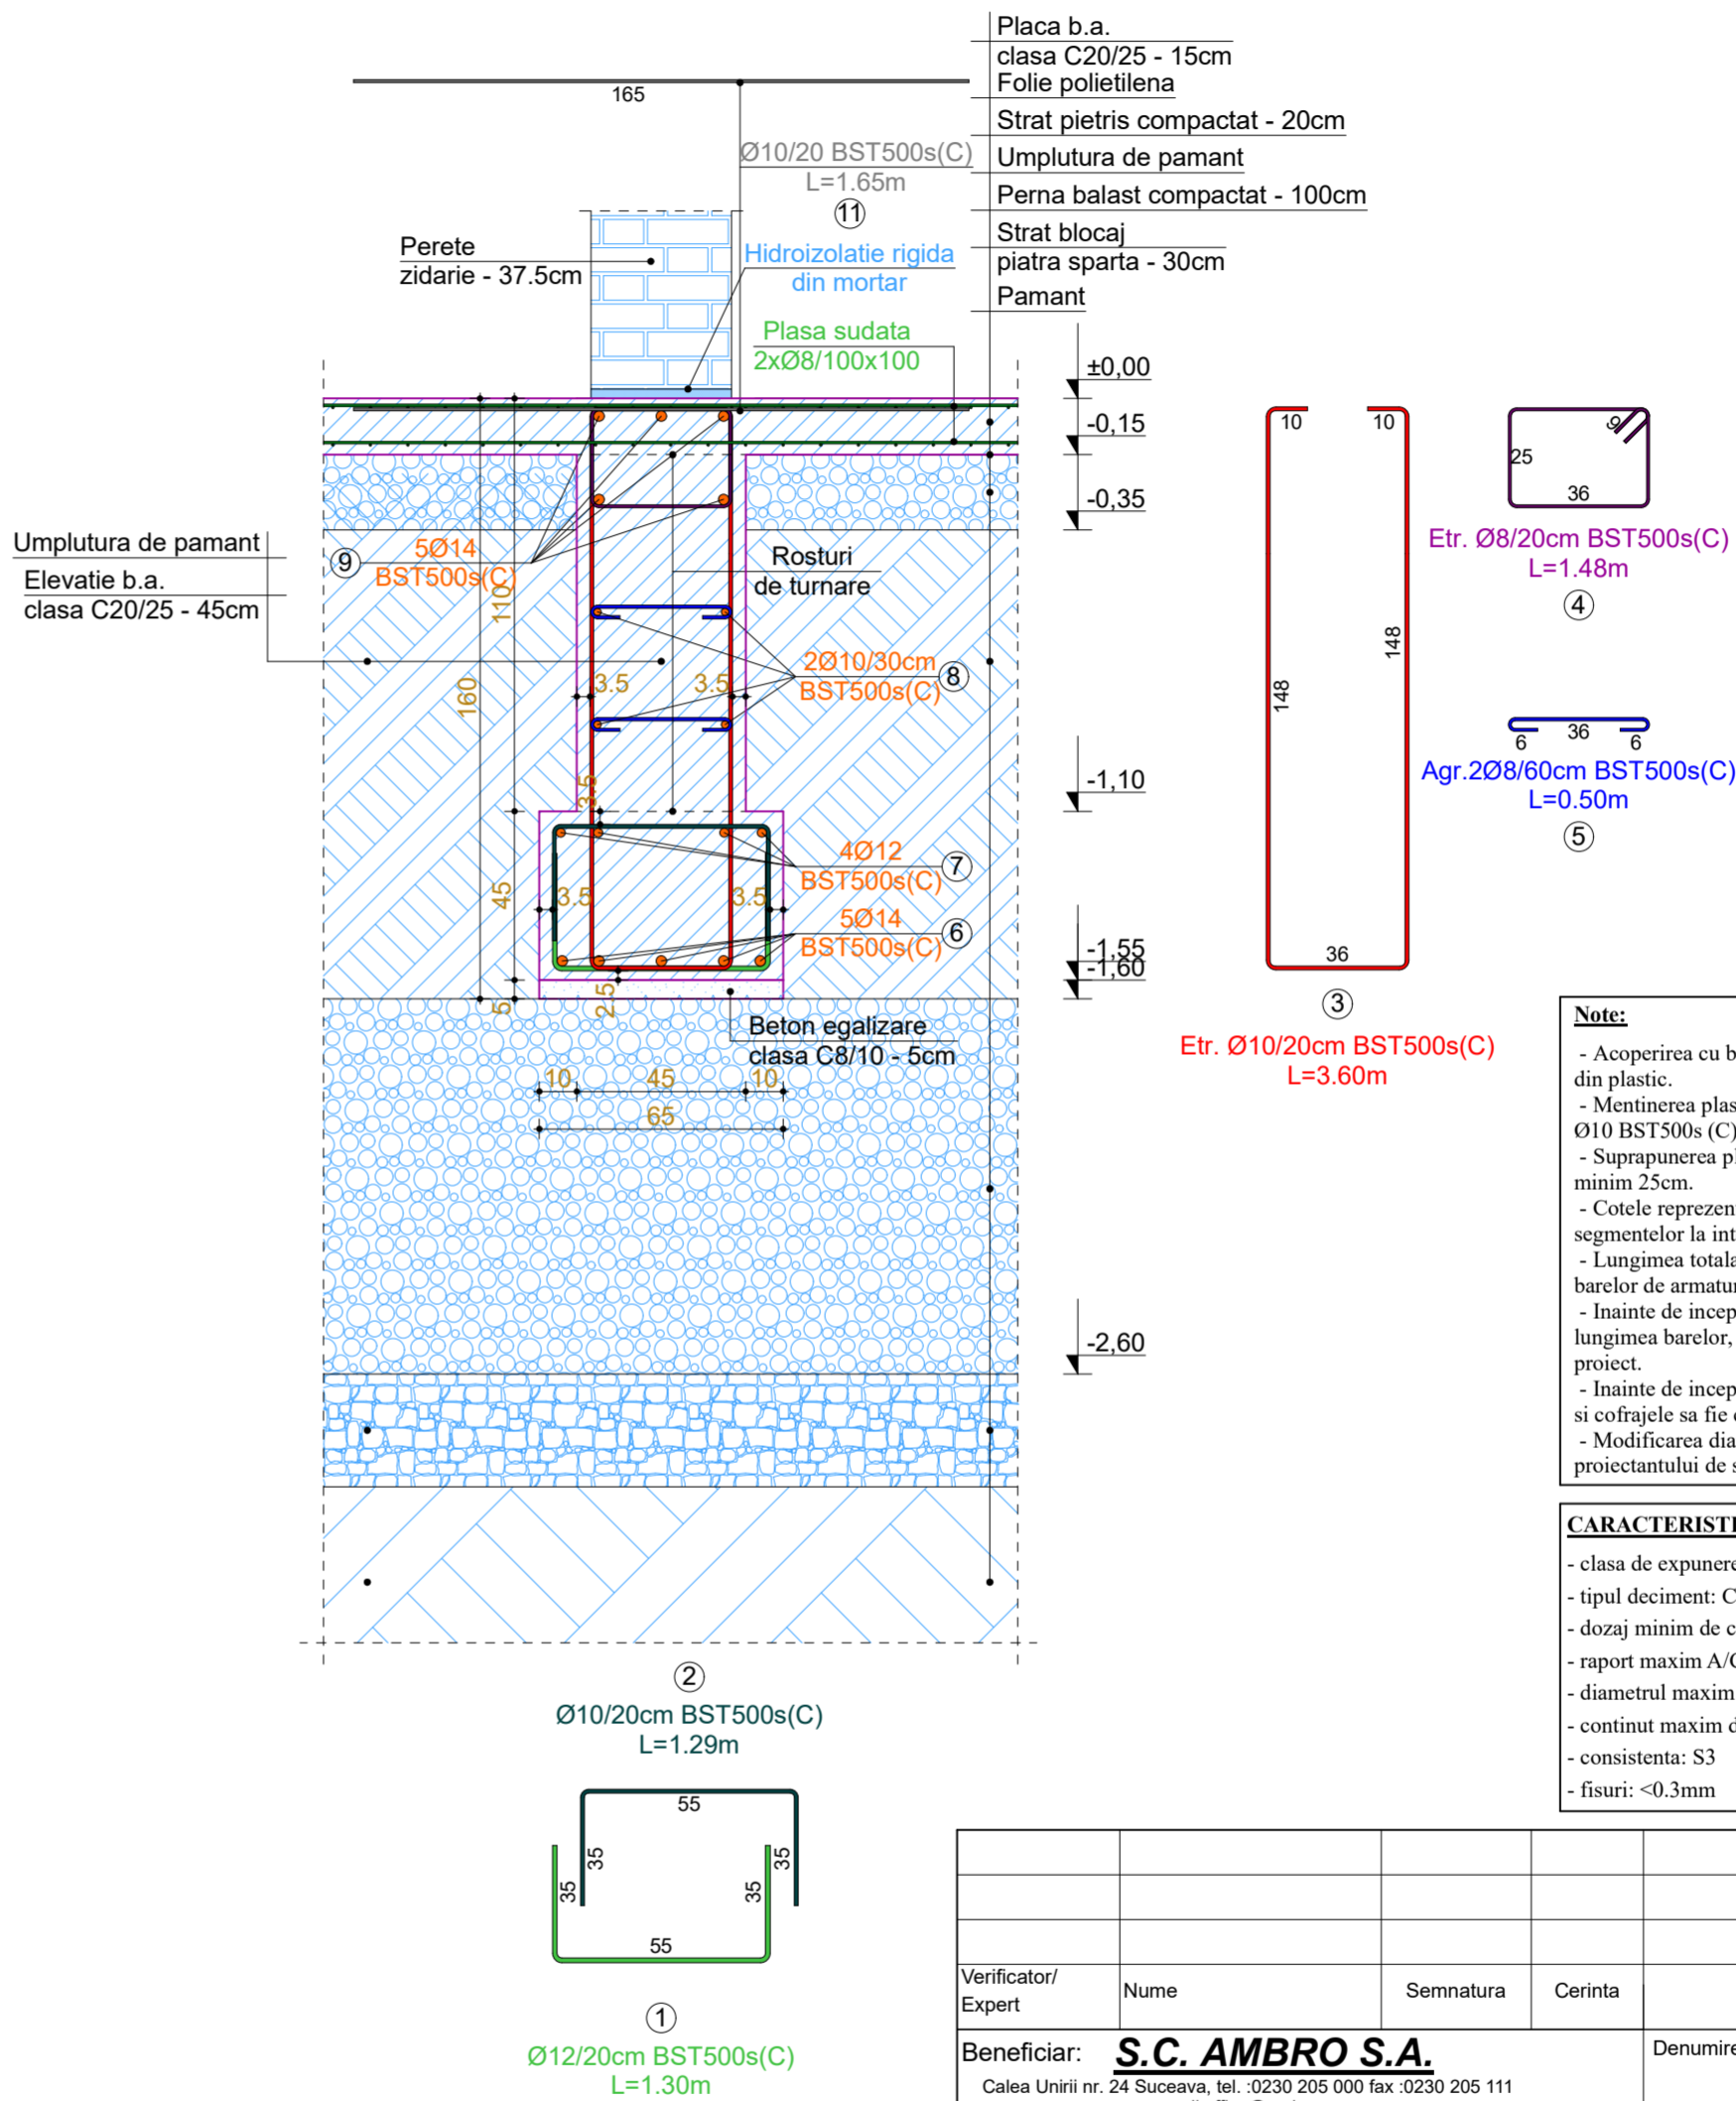 Placa b.a.
clasa C20/25 - 15cm
Folie polietilena
Strat pietris compactat - 20cm
Umplutura de pamant
Perna balast compactat - 100cm
Strat blocaj
piatra sparta - 30cm
Pamant
165
Ø10/20 BST500s(C)
L=1.65m
11
Perete
zidarie - 37.5cm
Hidroizolatie rigida
din mortar
Plasa sudata
2xØ8/100x100
±0,00
-0,15
-0,35
-1,10
-1,55
-1,60
-2,60
Umplutura de pamant
Elevatie b.a.
clasa C20/25 - 45cm
9
5Ø14
BST500s(C)
110
160
Rosturi
de turnare
2Ø10/30cm
BST500s(C)
8
3.5
3.5
3.5
4Ø12
BST500s(C)
7
45
3.5
3.5
5Ø14
BST500s(C)
6
5
2.5
Beton egalizare
clasa C8/10 - 5cm
10
45
10
65
10
10
148
148
36
3
Etr. Ø10/20cm BST500s(C)
L=3.60m
9
25
36
Etr. Ø8/20cm BST500s(C)
L=1.48m
4
6
36
6
Agr.2Ø8/60cm BST500s(C)
L=0.50m
5
2
Ø10/20cm BST500s(C)
L=1.29m
55
35
35
35
35
55
1
Ø12/20cm BST500s(C)
L=1.30m
Note:
- Acoperirea cu b
din plastic.
- Mentinerea plas
Ø10 BST500s (C)
- Suprapunerea pl
minim 25cm.
- Cotele reprezen
segmentelor la int
- Lungimea totala
barelor de armatur
- Inainte de incep
lungimea barelor,
proiect.
- Inainte de incep
si cofrajele sa fie
- Modificarea dia
proiectantului de s
CARACTERISTI
- clasa de expunere
- tipul deciment: C
- dozaj minim de c
- raport maxim A/C
- diametrul maxim
- continut maxim d
- consistenta: S3
- fisuri: <0.3mm
Verificator/
Expert
Nume
Semnatura
Cerinta
Beneficiar: S.C. AMBRO S.A.
Calea Unirii nr. 24 Suceava, tel. :0230 205 000 fax :0230 205 111
Denumire